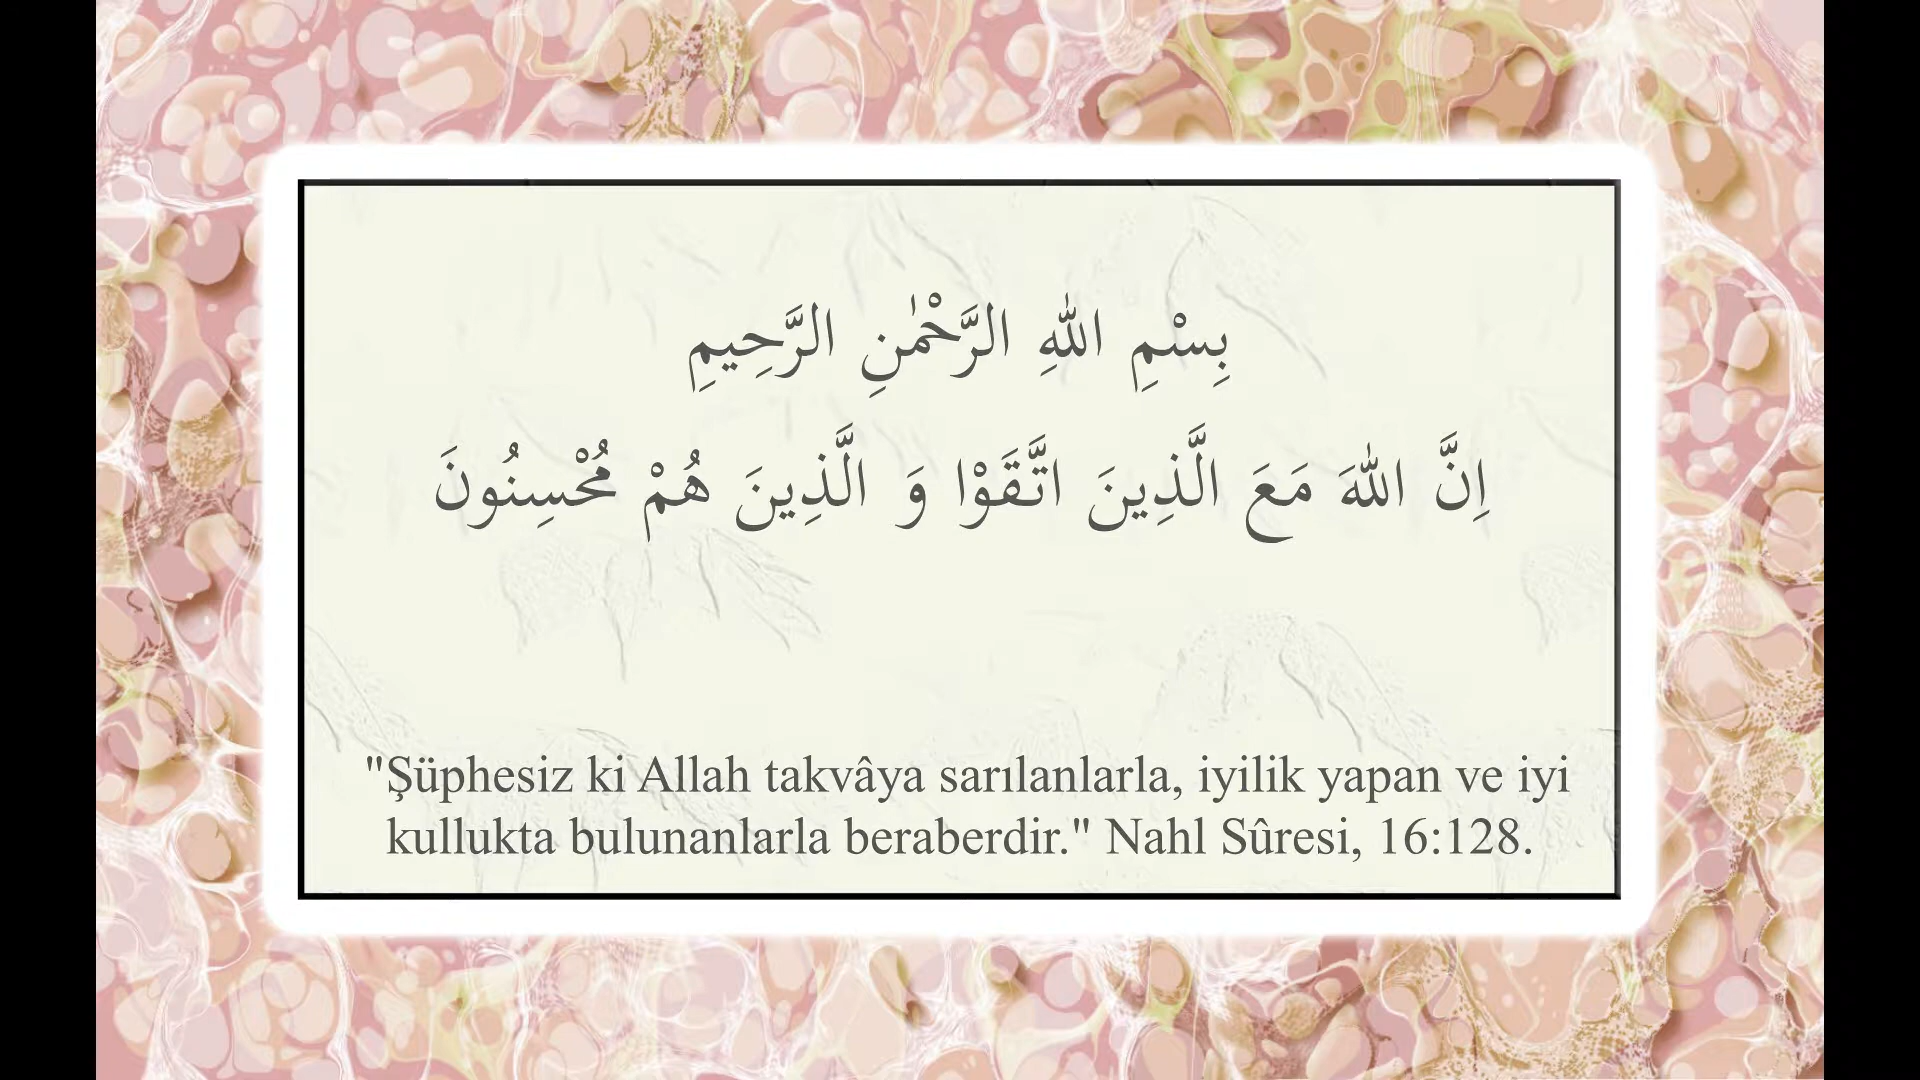 بِسْمِ اللّٰهِ الرَّحْمٰنِ الرَّحِيمِ
اِنَّ اللّٰهَ مَعَ الَّذِينَ اتَّقَوْا وَ الَّذِينَ هُمْ مُحْسِنُونَ
"Şüphesiz ki Allah takvâya sarılanlarla, iyilik yapan ve iyi
kullukta bulunanlarla beraberdir." Nahl Sûresi, 16:128.